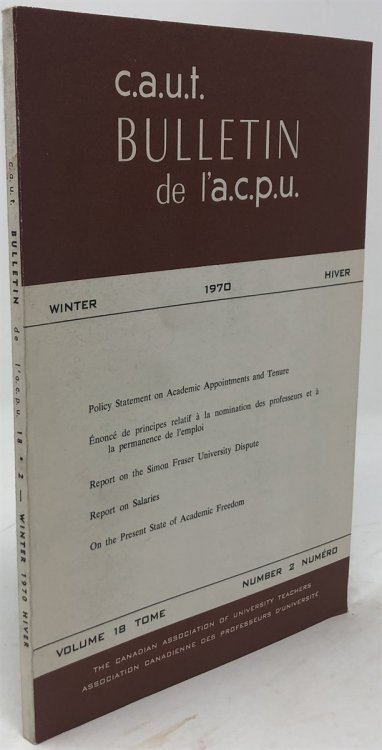 c.a.u.t.
BULLETIN
de l'a.c.p.u.
WINTER 1970 HIVER
Policy Statement on Academic Appointments and Tenure
Énoncé de principes relatif à la nomination des professeurs et à
la permanence de l'emploi
Report on the Simon Fraser University Dispute
Report on Salaries
On the Present State of Academic Freedom
VOLUME 18 TOME NUMBER 2 NUMÉRO
THE CANADIAN ASSOCIATION OF UNIVERSITY TEACHERS
ASSOCIATION CANADIENNE DES PROFESSEURS D'UNIVERSITÉ
c.a.u.t. BULLETIN de l'a.c.p.u. 18 • 2 — WINTER 1970 HIVER